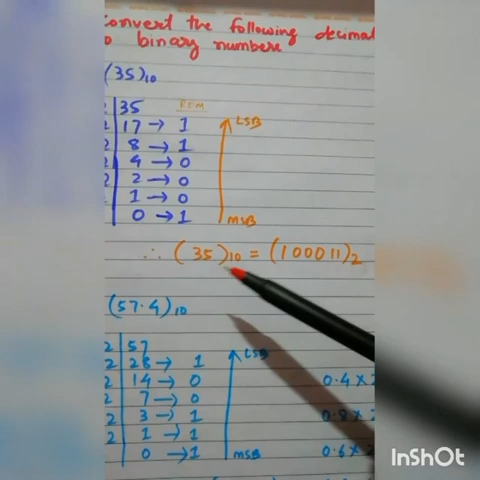 Convert the following decimal
to binary numbers
(35)10
2 35 REM
2 17 → 1
2 8 → 1
2 4 → 0
2 2 → 0
1 → 0
0 → 1
LSB
MSB
∴ (35)10 = (100011)2
(57.4)10
2 57
2 28 → 1
2 14 → 0
2 7 → 0
2 3 → 1
2 1 → 1
0 → 1
LSB
MSB
0.4 × 2
0.8 × 2
0.6 × 2
InShOt